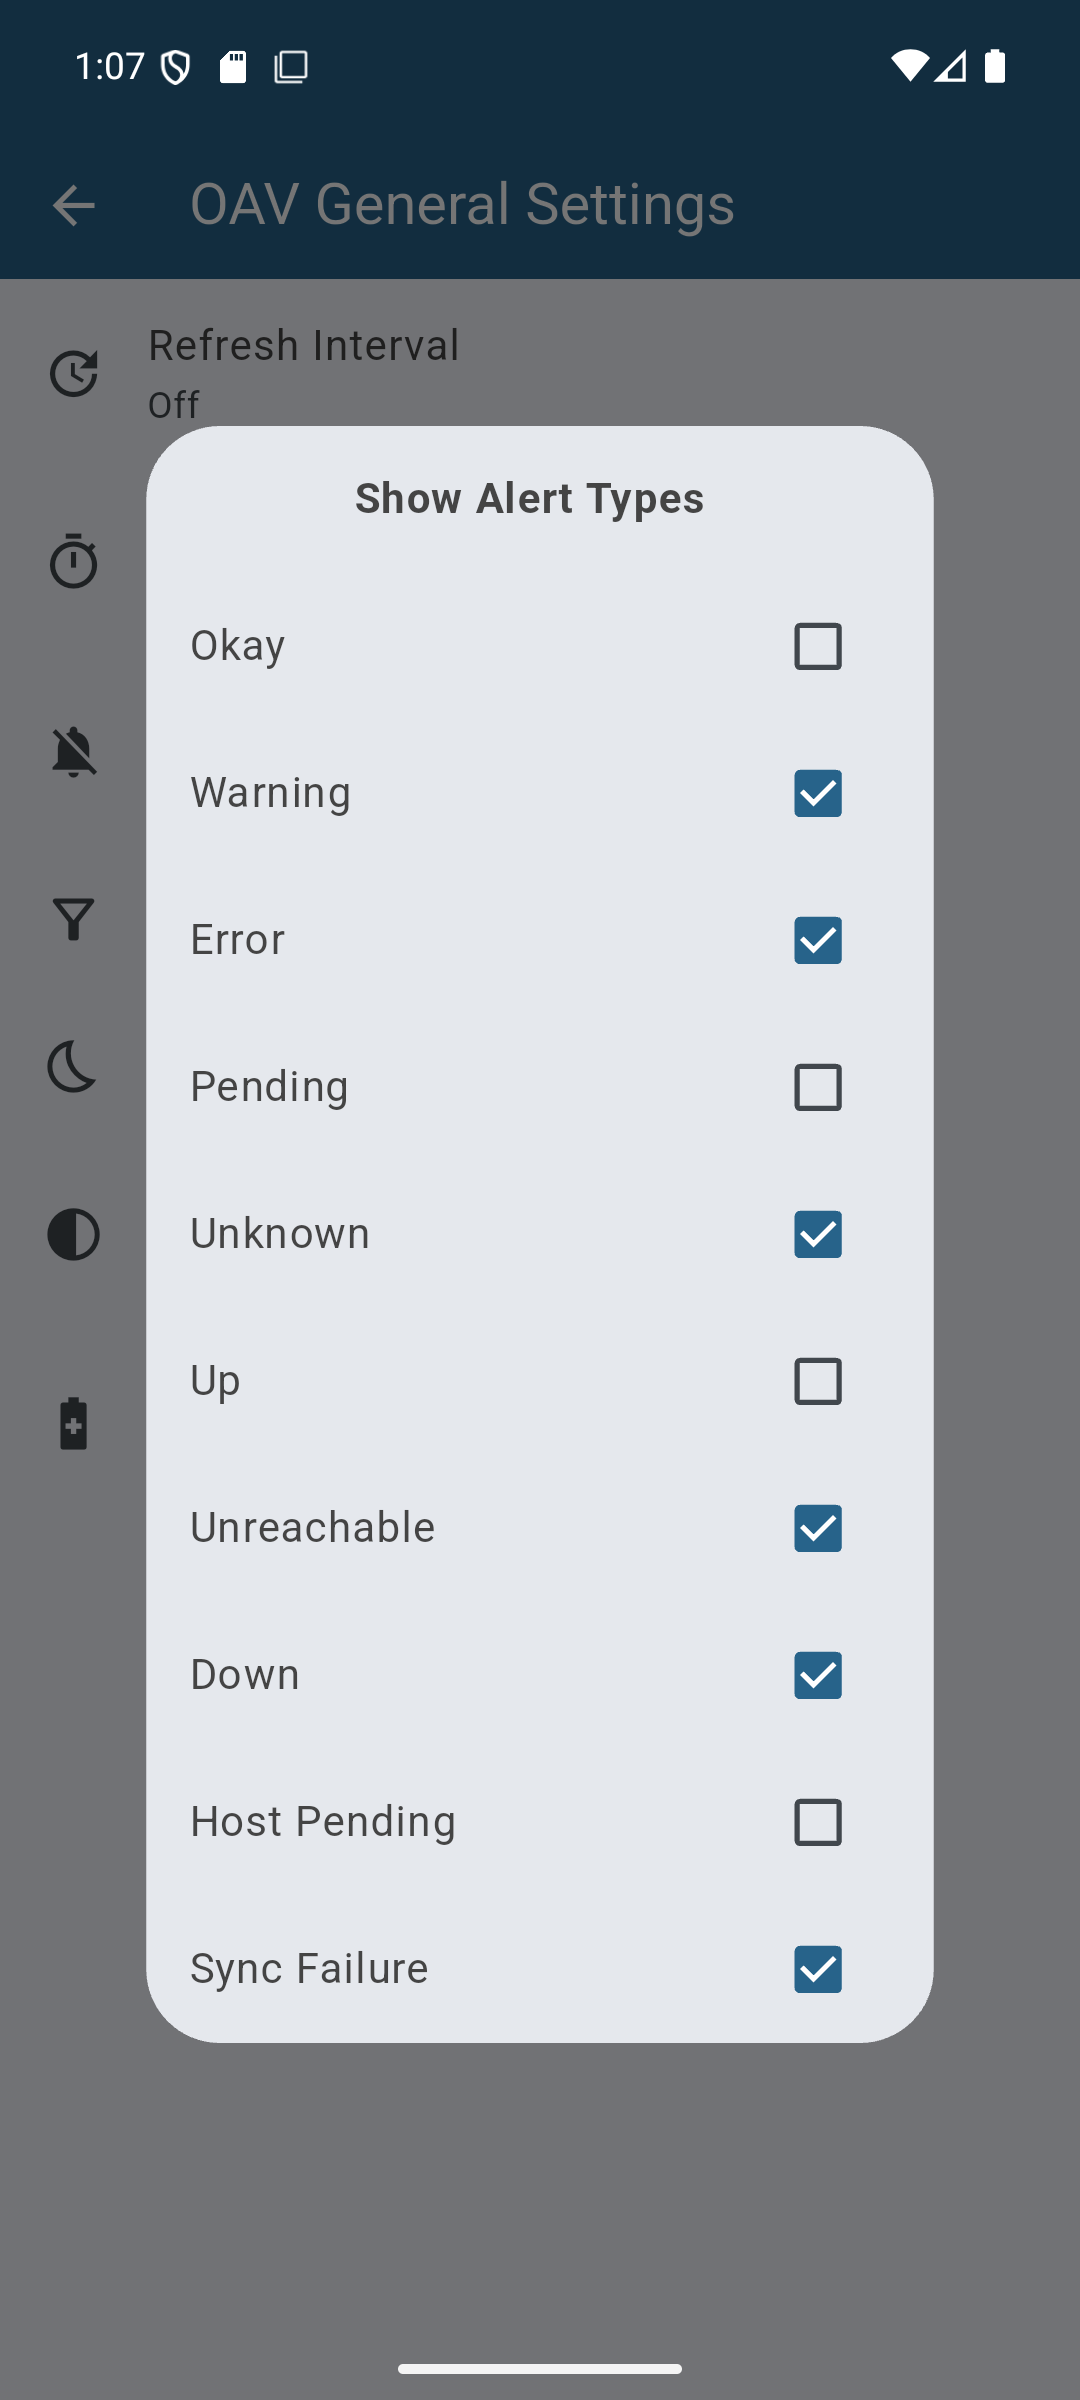 1:07
OAV General Settings
Refresh Interval
Off
Show Alert Types
Okay
Warning
Error
Pending
Unknown
Up
Unreachable
Down
Host Pending
Sync Failure